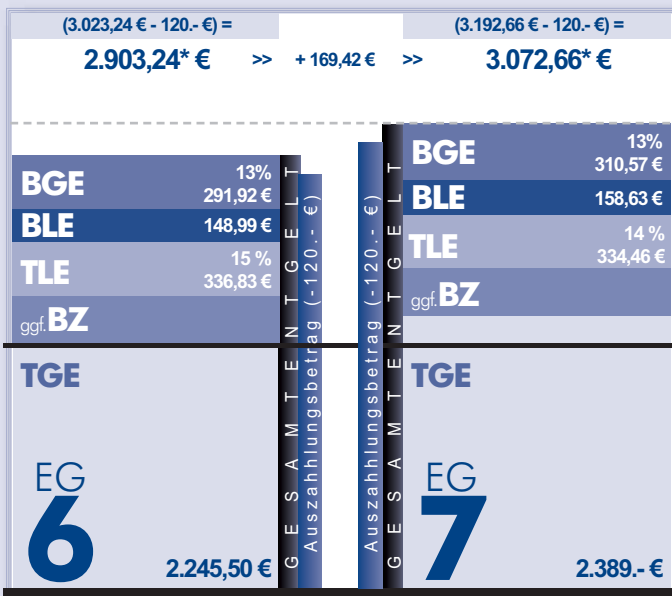 (3.023,24 € - 120.- €) =
2.903,24* €
>>
+ 169,42 €
>>
(3.192,66 € - 120.- €) =
3.072,66* €
BGE
13%
291,92 €
BLE
148,99 €
TLE
15 %
336,83 €
ggf. BZ
TGE
EG
6
2.245,50 €
GESAMTENTGELT
Auszahhlungsbetrag (-120.- €)
Auszahhlungsbetrag (-120.- €)
GESAMTENTGELT
BGE
13%
310,57 €
BLE
158,63 €
TLE
14 %
334,46 €
ggf. BZ
TGE
EG
7
2.389.- €